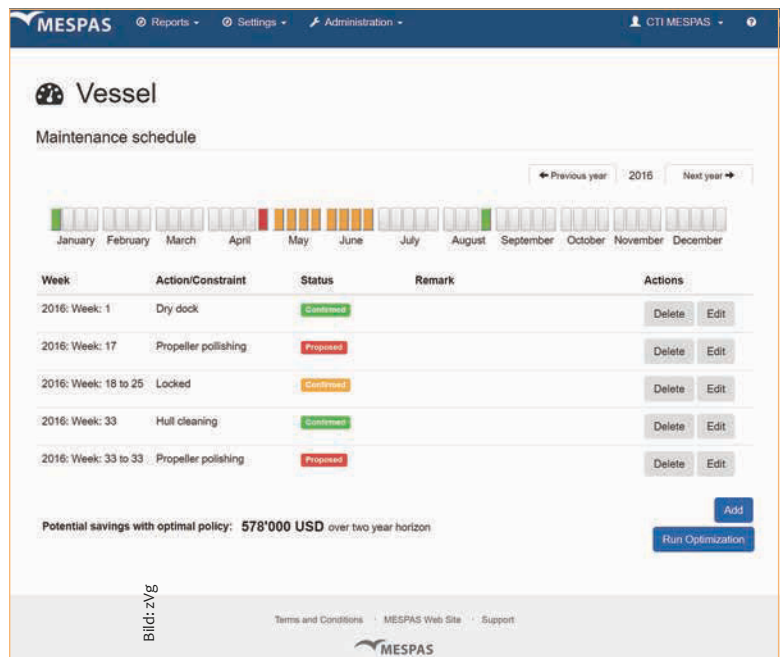 MESPAS Reports Settings Administration CTI MESPAS
Vessel
Maintenance schedule
Previous year 2016 Next year
January February March April May June July August September October November December
Week Action/Constraint Status Remark Actions
2016: Week: 1 Dry dock Confirmed Delete Edit
2016: Week: 17 Propeller pollishing Proposed Delete Edit
2016: Week: 18 to 25 Locked Confirmed Delete Edit
2016: Week: 33 Hull cleaning Confirmed Delete Edit
2016: Week: 33 to 33 Propeller polishing Proposed Delete Edit
Add
Potential savings with optimal policy: 578'000 USD over two year horizon
Run Optimization
Bild: zVg
Terms and Conditions · MESPAS Web Site · Support
MESPAS